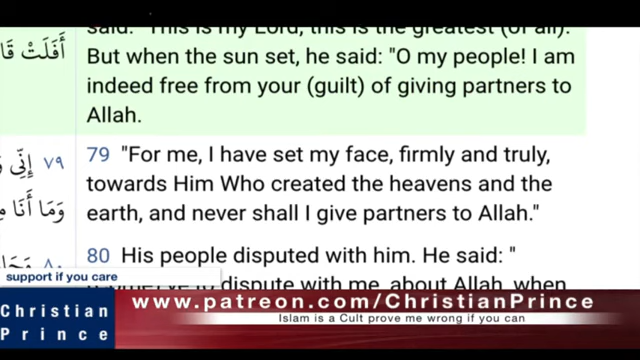 said: "This is my Lord, this is the greatest (of all).
أَفَلَتْ
But when the sun set, he said: "O my people! I am
indeed free from your (guilt) of giving partners to
Allah.
79 "For me, I have set my face, firmly and truly,
٧٩ إِنِّي
towards Him Who created the heavens and the
وَمَا أَنَا
earth, and never shall I give partners to Allah."
80 His people disputed with him. He said: "
support if you care
to dispute with me, about Allah, when
Christian
Prince
www.patreon.com/ChristianPrince
Islam is a Cult prove me wrong if you can